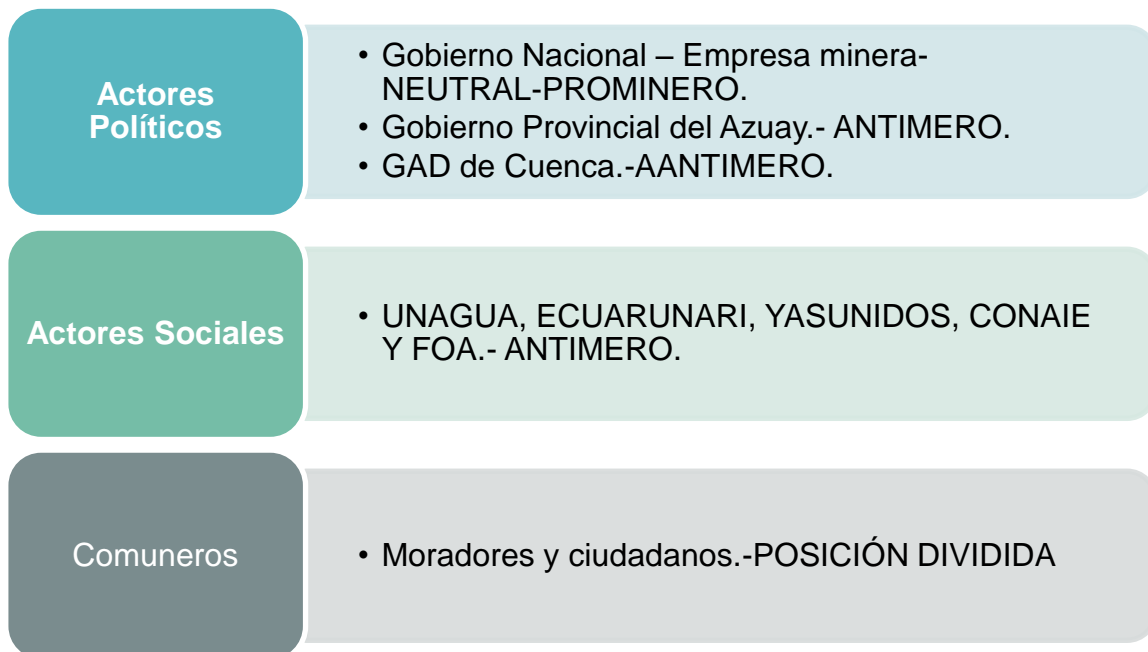 Actores
Políticos
• Gobierno Nacional – Empresa minera-
NEUTRAL-PROMINERO.
• Gobierno Provincial del Azuay.- ANTIMERO.
• GAD de Cuenca.-AANTIMERO.
Actores Sociales
• UNAGUA, ECUARUNARI, YASUNIDOS, CONAIE
Y FOA.- ANTIMERO.
Comuneros
• Moradores y ciudadanos.-POSICIÓN DIVIDIDA